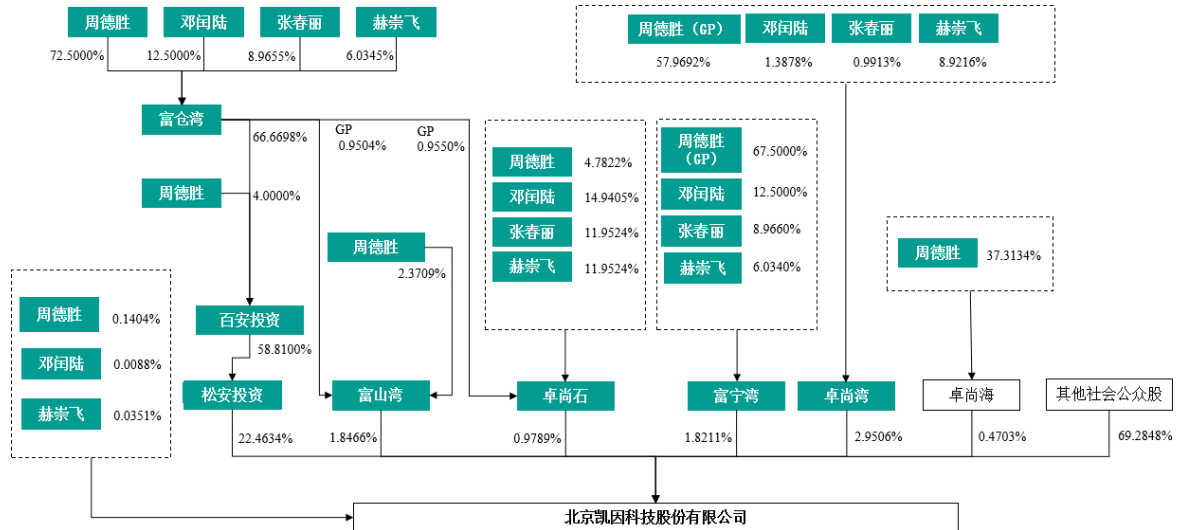 周德胜 邓闰陆 张春丽 赫崇飞
72.5000% 12.5000% 8.9655% 6.0345%
周德胜（GP） 邓闰陆 张春丽 赫崇飞
57.9692% 1.3878% 0.9913% 8.9216%
富仓湾
66.6698%
GP
0.9504%
GP
0.9550%
周德胜
4.0000%
周德胜
2.3709%
周德胜 4.7822%
邓闰陆 14.9405%
张春丽 11.9524%
赫崇飞 11.9524%
周德胜
（GP）
67.5000%
邓闰陆 12.5000%
张春丽 8.9660%
赫崇飞 6.0340%
周德胜 37.3134%
周德胜 0.1404%
邓闰陆 0.0088%
赫崇飞 0.0351%
百安投资
58.8100%
松安投资 富山湾 卓尚石 富宁湾 卓尚湾 卓尚海 其他社会公众股
22.4634% 1.8466% 0.9789% 1.8211% 2.9506% 0.4703% 69.2848%
北京凯因科技股份有限公司